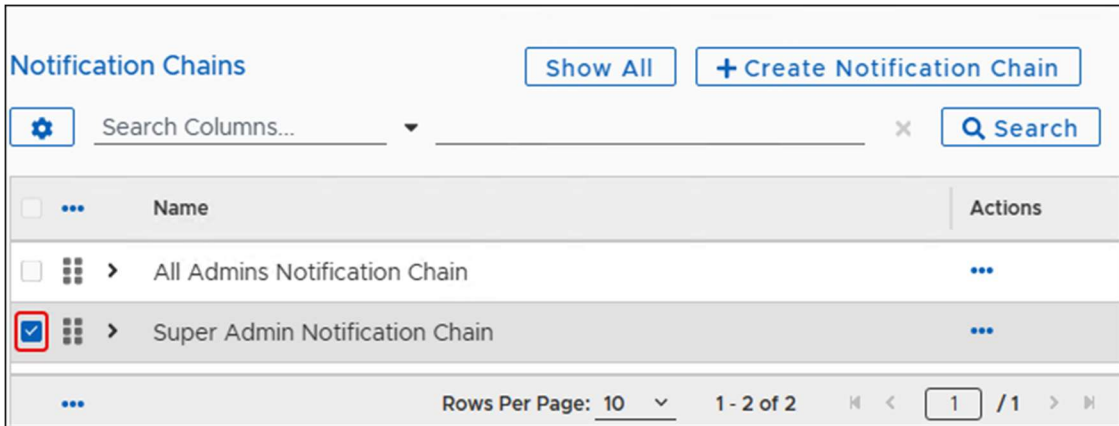 Notification Chains Show All + Create Notification Chain
Search Columns... Search
Name Actions
All Admins Notification Chain
Super Admin Notification Chain
Rows Per Page: 10 1 - 2 of 2 1 / 1